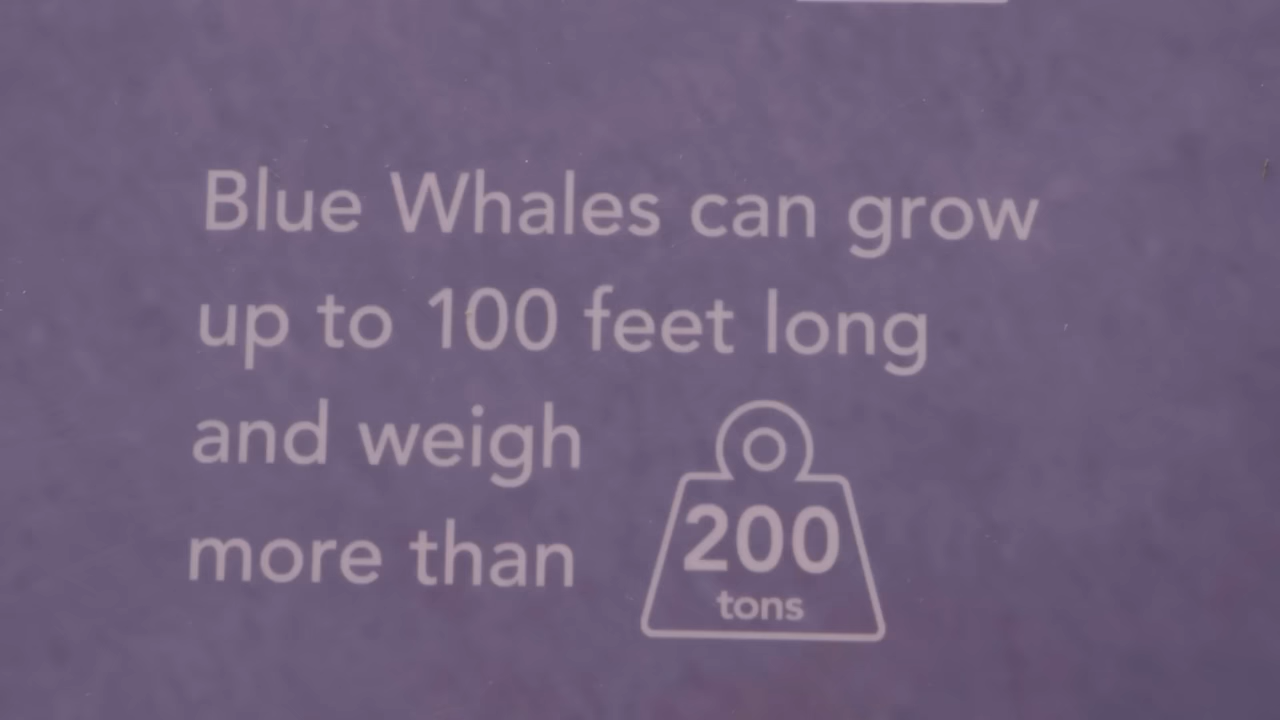 Blue Whales can grow
up to 100 feet long
and weigh
more than
200
tons